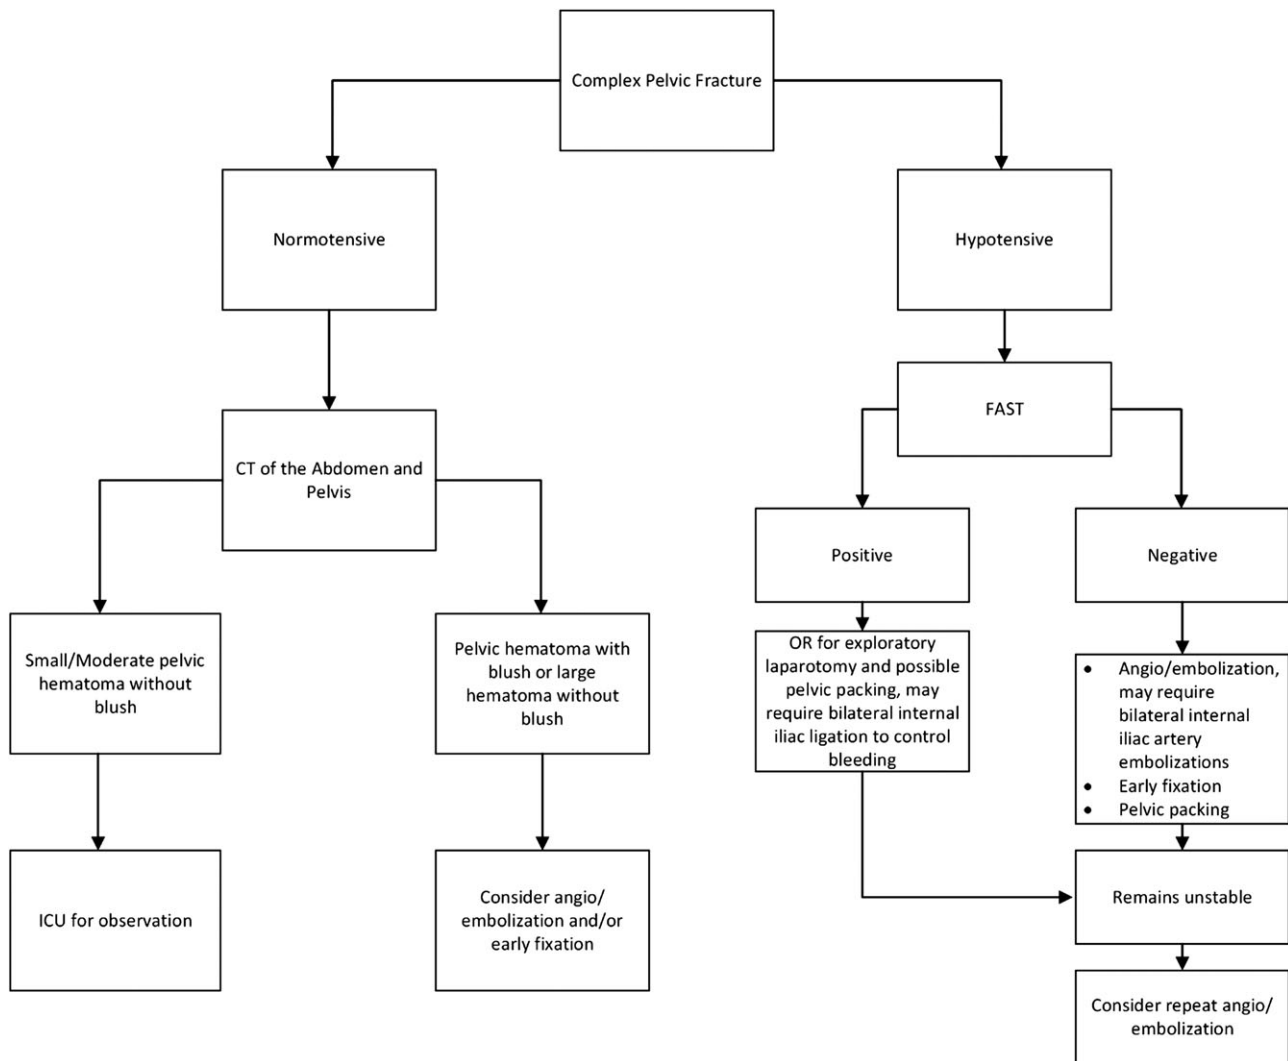 Complex Pelvic Fracture
Normotensive
Hypotensive
FAST
CT of the Abdomen and
Pelvis
Positive
Negative
Small/Moderate pelvic
hematoma without
blush
Pelvic hematoma with
blush or large
hematoma without
blush
OR for exploratory
laparotomy and possible
pelvic packing, may
require bilateral internal
iliac ligation to control
bleeding
• Angio/embolization,
may require
bilateral internal
iliac artery
embolizations
• Early fixation
• Pelvic packing
ICU for observation
Consider angio/
embolization and/or
early fixation
Remains unstable
Consider repeat angio/
embolization